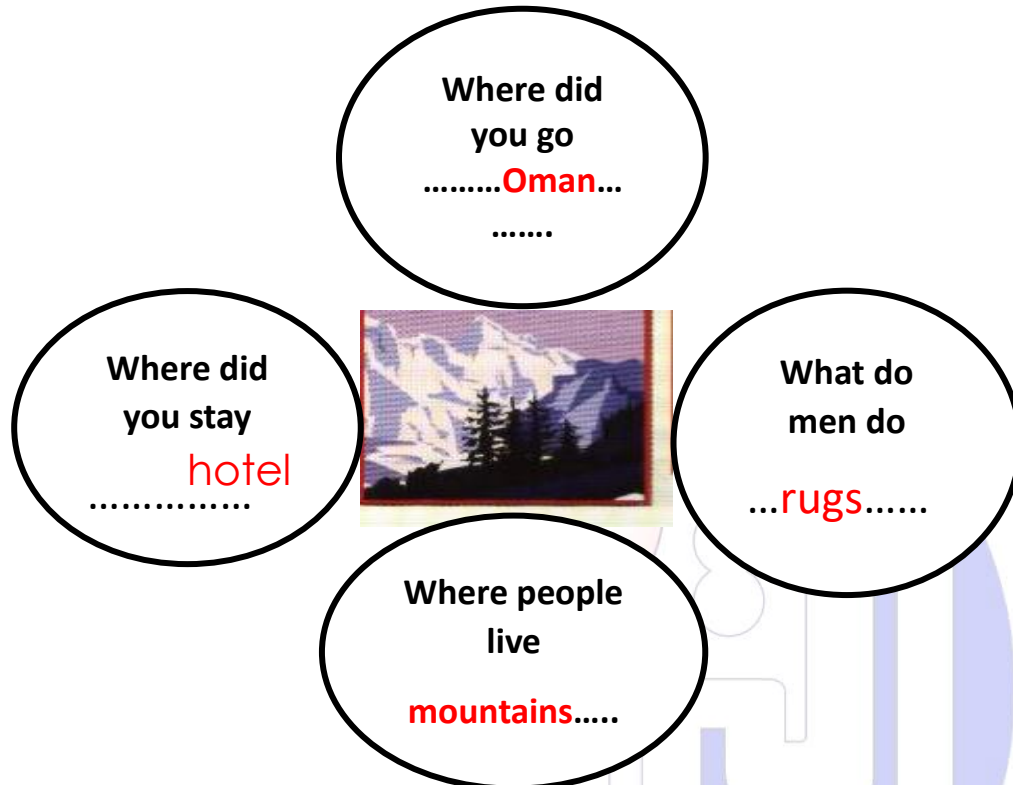 Where did
you go
………Oman…
…….
Where did
you stay
hotel
……………
What do
men do
…rugs……
Where people
live
mountains…..